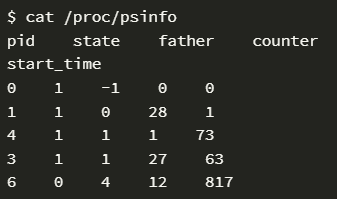 $ cat /proc/psinfo
pid state father counter
start_time
0 1 -1 0 0
1 1 0 28 1
4 1 1 1 73
3 1 1 27 63
6 0 4 12 817